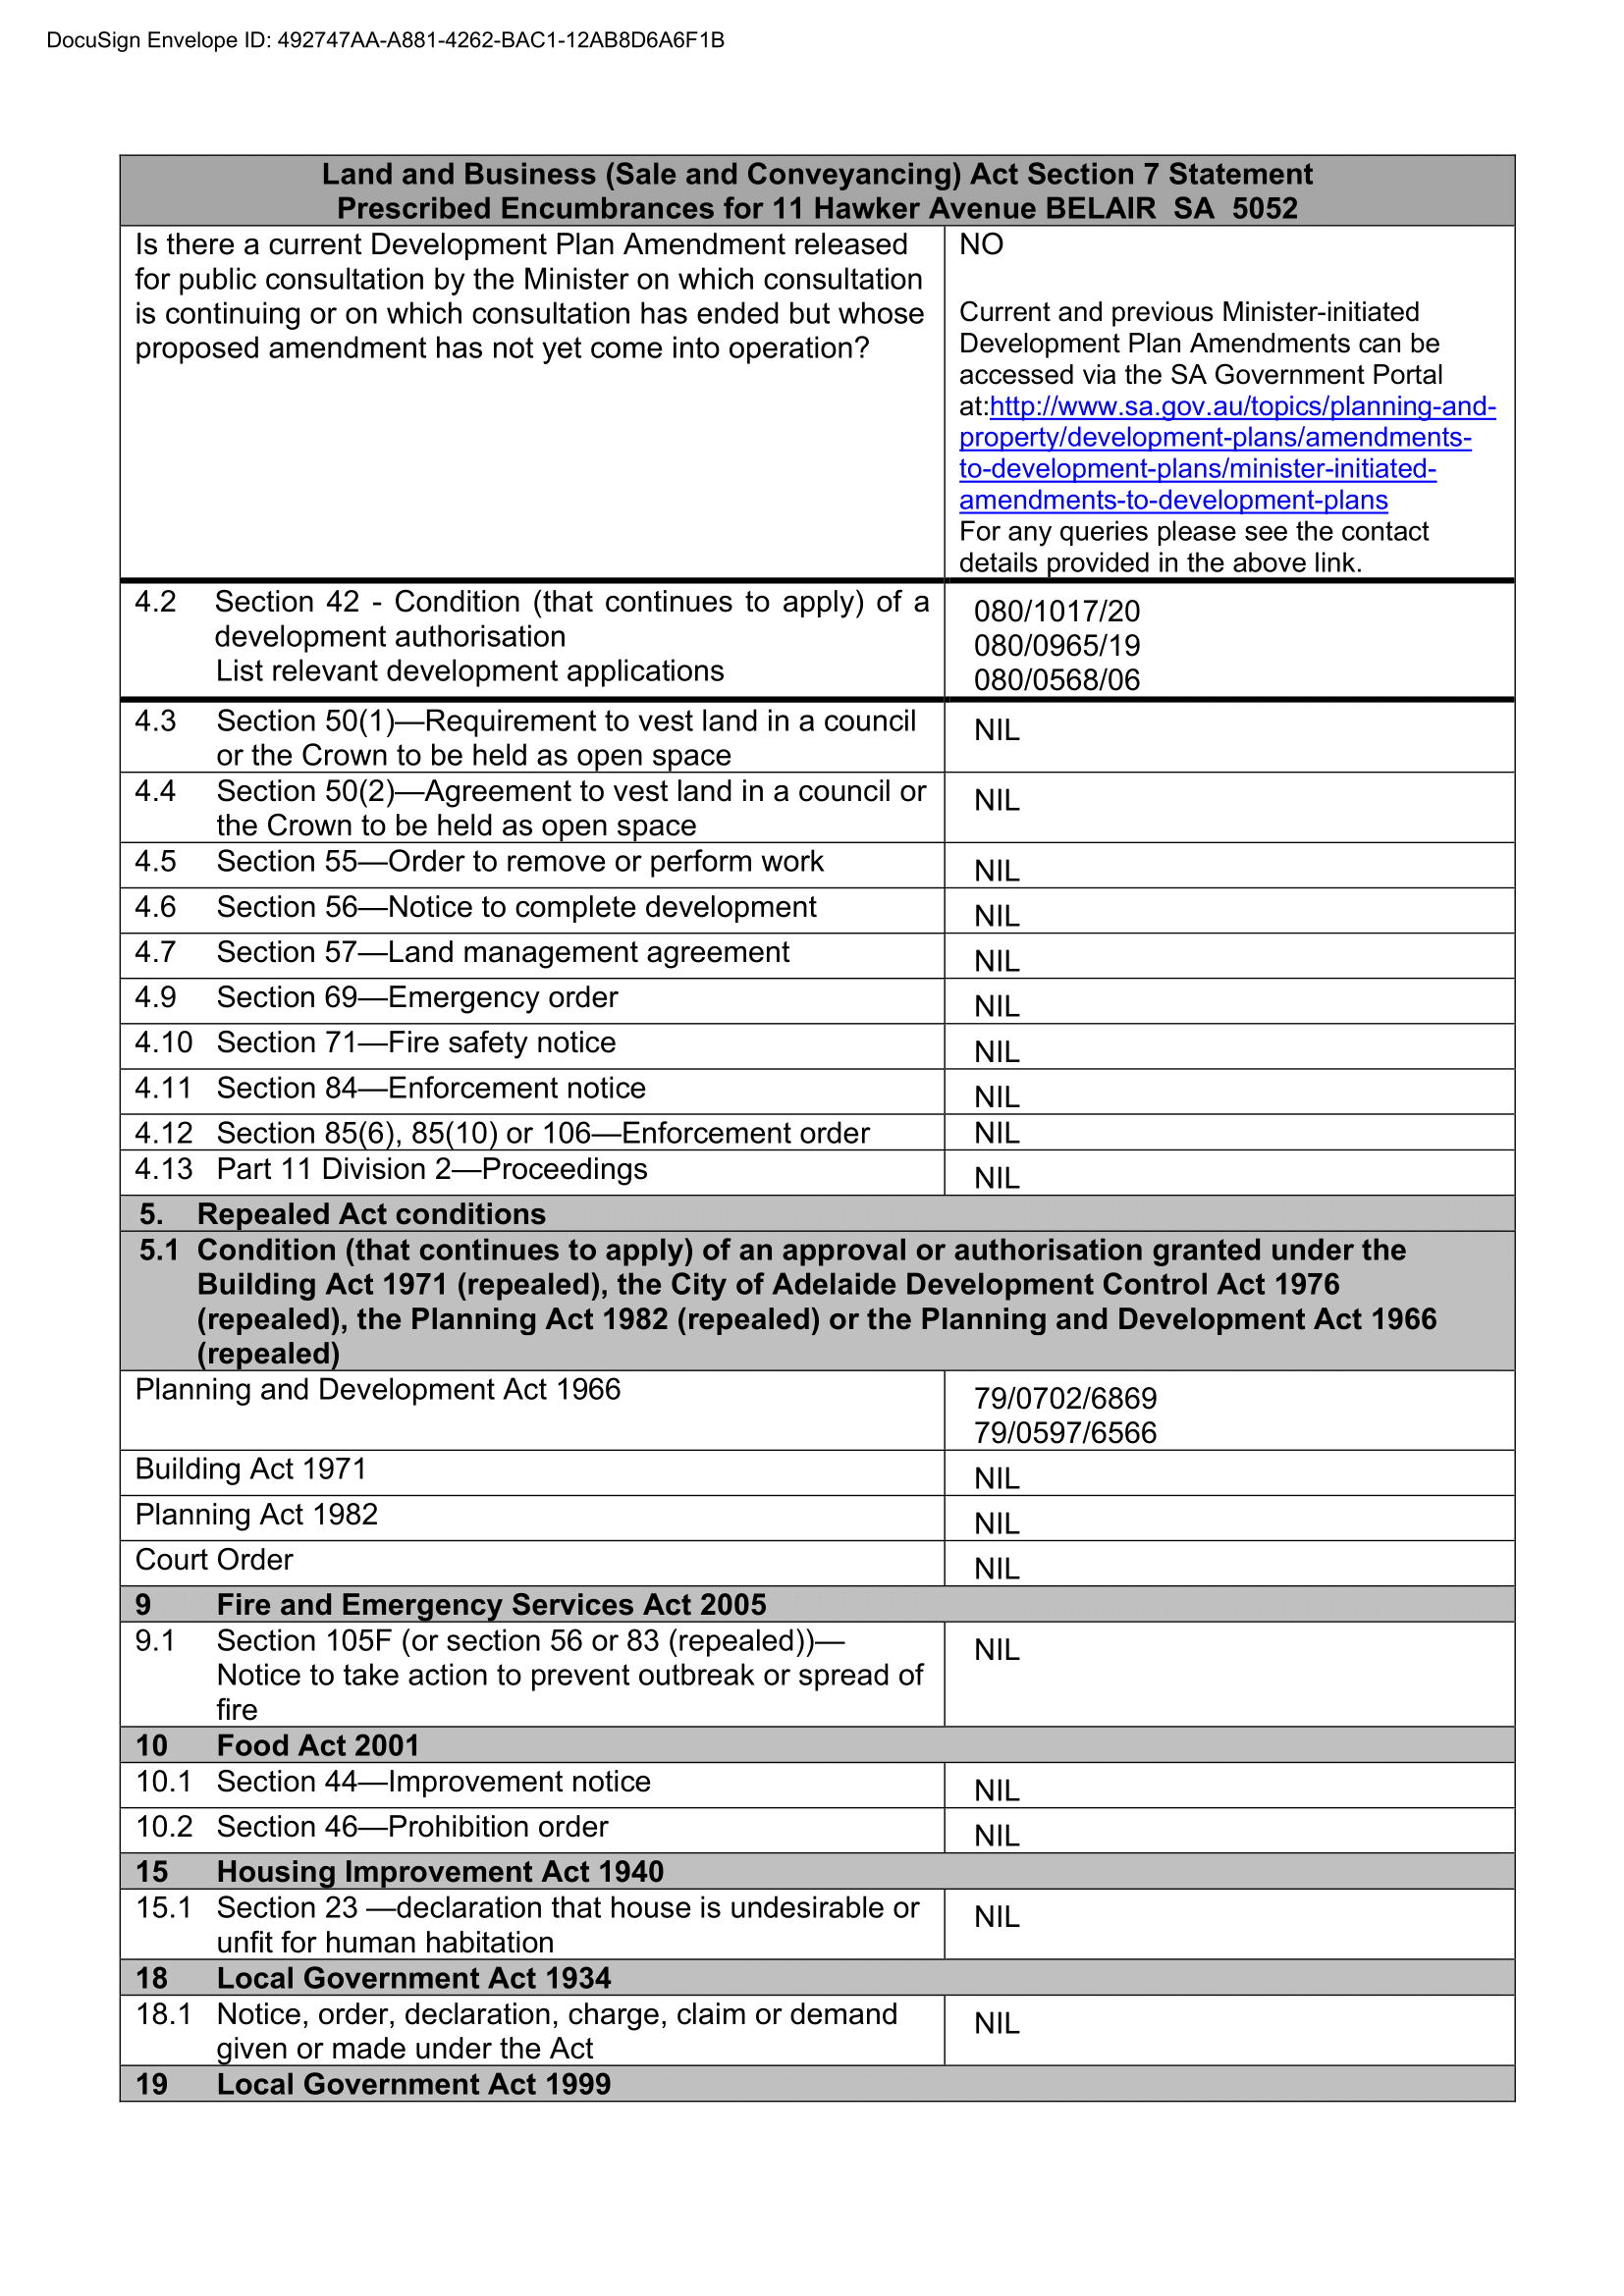 DocuSign Envelope ID: 492747AA-A881-4262-BAC1-12AB8D6A6F1B
Land and Business (Sale and Conveyancing) Act Section 7 Statement
Prescribed Encumbrances for 11 Hawker Avenue BELAIR SA 5052
Is there a current Development Plan Amendment released
for public consultation by the Minister on which consultation
is continuing or on which consultation has ended but whose
proposed amendment has not yet come into operation?
NO
Current and previous Minister-initiated
Development Plan Amendments can be
accessed via the SA Government Portal
at:http://www.sa.gov.au/topics/planning-and-
property/development-plans/amendments-
to-development-plans/minister-initiated-
amendments-to-development-plans
For any queries please see the contact
details provided in the above link.
4.2 Section 42 - Condition (that continues to apply) of a
development authorisation
List relevant development applications
080/1017/20
080/0965/19
080/0568/06
4.3 Section 50(1)—Requirement to vest land in a council
or the Crown to be held as open space
NIL
4.4 Section 50(2)—Agreement to vest land in a council or
the Crown to be held as open space
NIL
4.5 Section 55—Order to remove or perform work
NIL
4.6 Section 56—Notice to complete development
NIL
4.7 Section 57—Land management agreement
NIL
4.9 Section 69—Emergency order
NIL
4.10 Section 71—Fire safety notice
NIL
4.11 Section 84—Enforcement notice
NIL
4.12 Section 85(6), 85(10) or 106—Enforcement order
NIL
4.13 Part 11 Division 2—Proceedings
NIL
5. Repealed Act conditions
5.1 Condition (that continues to apply) of an approval or authorisation granted under the
Building Act 1971 (repealed), the City of Adelaide Development Control Act 1976
(repealed), the Planning Act 1982 (repealed) or the Planning and Development Act 1966
(repealed)
Planning and Development Act 1966
79/0702/6869
79/0597/6566
Building Act 1971
NIL
Planning Act 1982
NIL
Court Order
NIL
9 Fire and Emergency Services Act 2005
9.1 Section 105F (or section 56 or 83 (repealed))—
Notice to take action to prevent outbreak or spread of
fire
NIL
10 Food Act 2001
10.1 Section 44—Improvement notice
NIL
10.2 Section 46—Prohibition order
NIL
15 Housing Improvement Act 1940
15.1 Section 23 —declaration that house is undesirable or
unfit for human habitation
NIL
18 Local Government Act 1934
18.1 Notice, order, declaration, charge, claim or demand
given or made under the Act
NIL
19 Local Government Act 1999